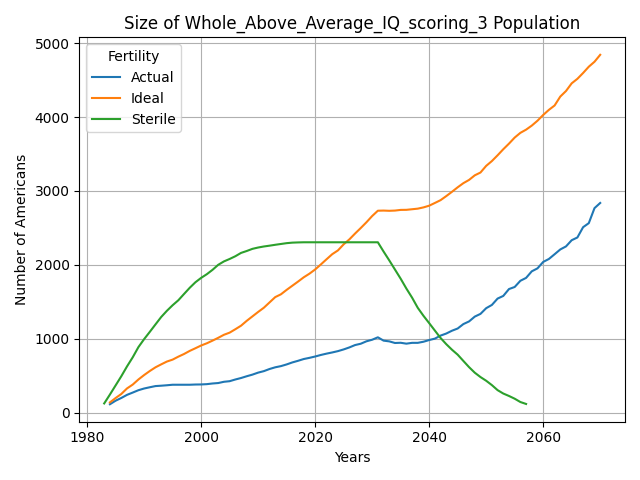 Size of Whole_Above_Average_IQ_scoring_3 Population
Fertility
Actual
Ideal
Sterile
Number of Americans
5000
4000
3000
2000
1000
0
1980
2000
2020
2040
2060
Years